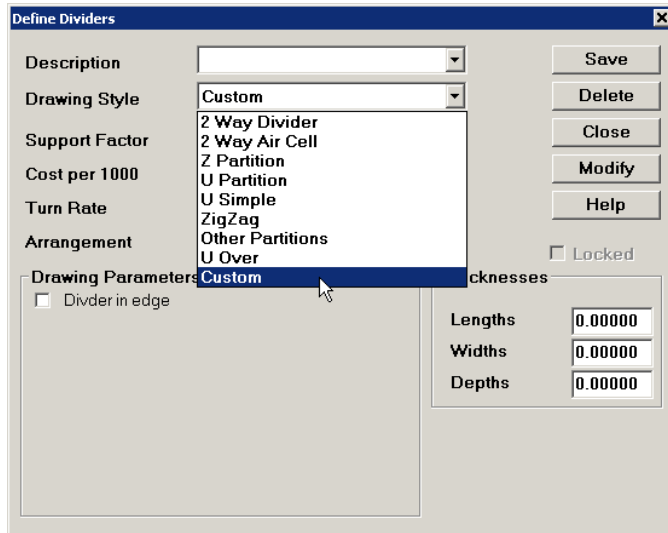 Define Dividers
Description
Save
Drawing Style
Custom
Delete
2 Way Divider
2 Way Air Cell
Z Partition
U Partition
U Simple
ZigZag
Other Partitions
U Over
Custom
Support Factor
Close
Cost per 1000
Modify
Turn Rate
Help
Arrangement
Locked
Drawing Parameters
Divder in edge
cknesses
Lengths
0.00000
Widths
0.00000
Depths
0.00000